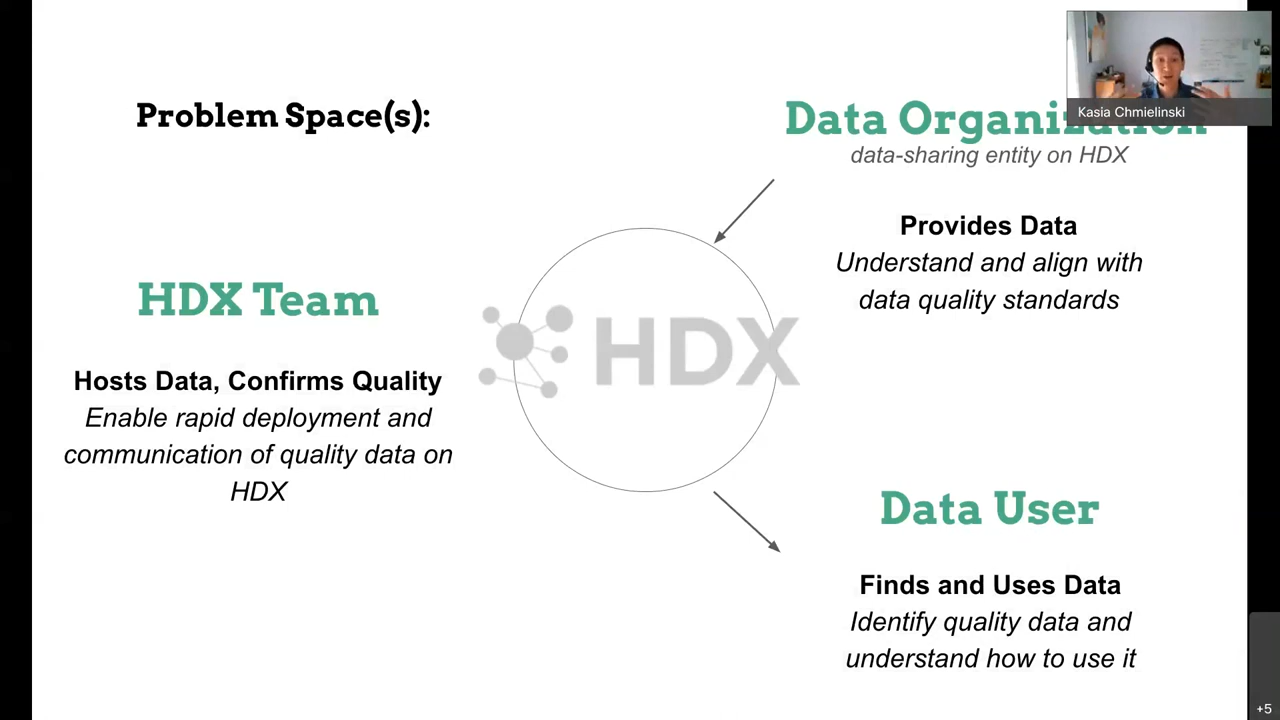 Problem Space(s):
Data Organization
data-sharing entity on HDX
Kasia Chmielinski
Provides Data
Understand and align with
data quality standards
HDX Team
Hosts Data, Confirms Quality
Enable rapid deployment and
communication of quality data on
HDX
HDX
Data User
Finds and Uses Data
Identify quality data and
understand how to use it
+5